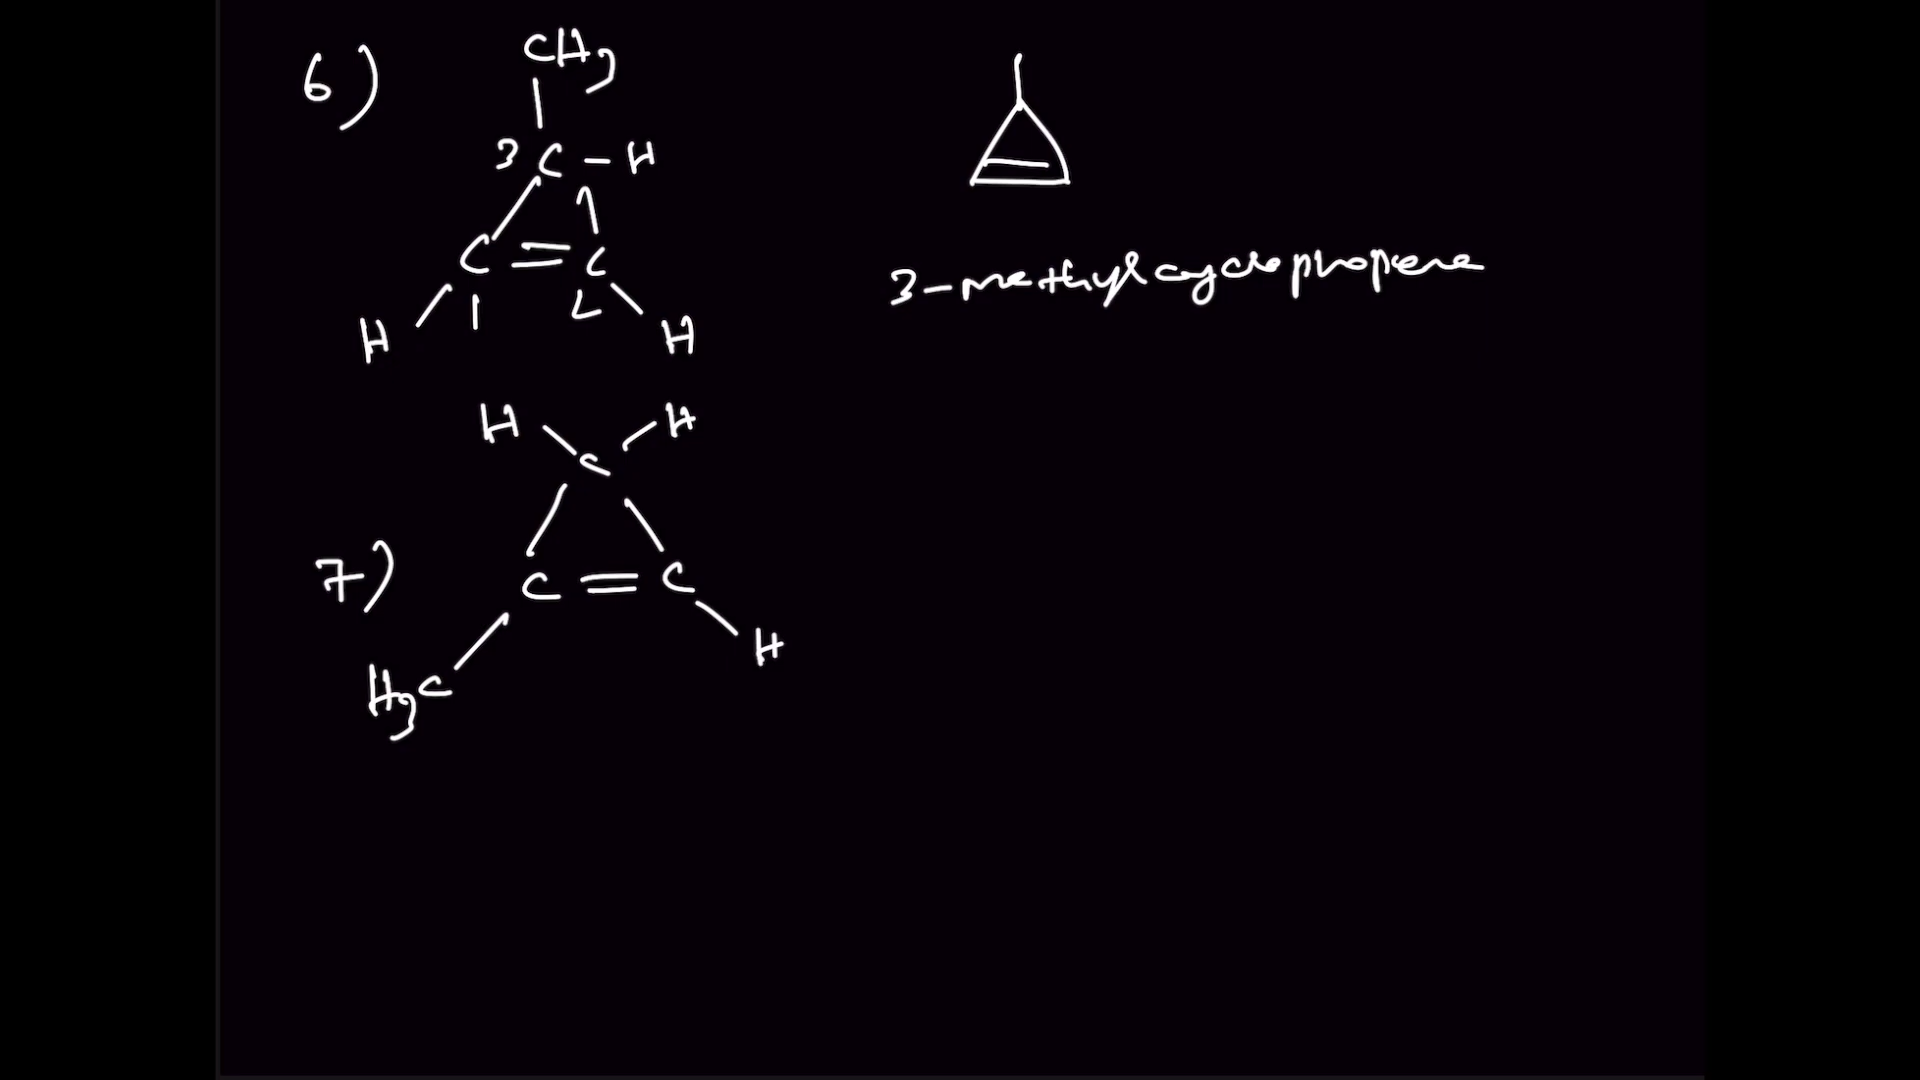 6)
CH3
3 C - H
C = C
1 2
H H
3-methylcyclopropene
H H
C
7)
C = C
H
H3C